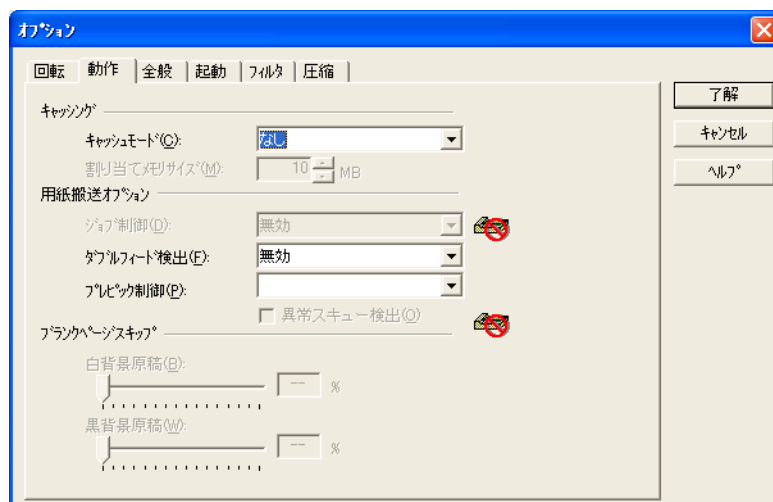 ｵﾌﾟｼｮﾝ
回転 動作 全般 起動 ﾌｨﾙﾀ 圧縮
了解
ｷｬｯｼﾝｸﾞ
ｷｬｯｼｭﾓｰﾄﾞ(C): なし
ｷｬﾝｾﾙ
割り当てﾒﾓﾘｻｲｽﾞ(M): 10 MB
ﾍﾙﾌﾟ
用紙搬送ｵﾌﾟｼｮﾝ
ｼﾞｮﾌﾞ制御(D): 無効
ﾀﾞﾌﾞﾙﾌｨｰﾄﾞ検出(F): 無効
ﾌﾟﾚﾋﾟｯｸ制御(P):
異常スキュー検出(O)
ﾌﾞﾗﾝｸﾍﾟｰｼﾞｽｷｯﾌﾟ
白背景原稿(B):
-- %
黒背景原稿(W):
-- %